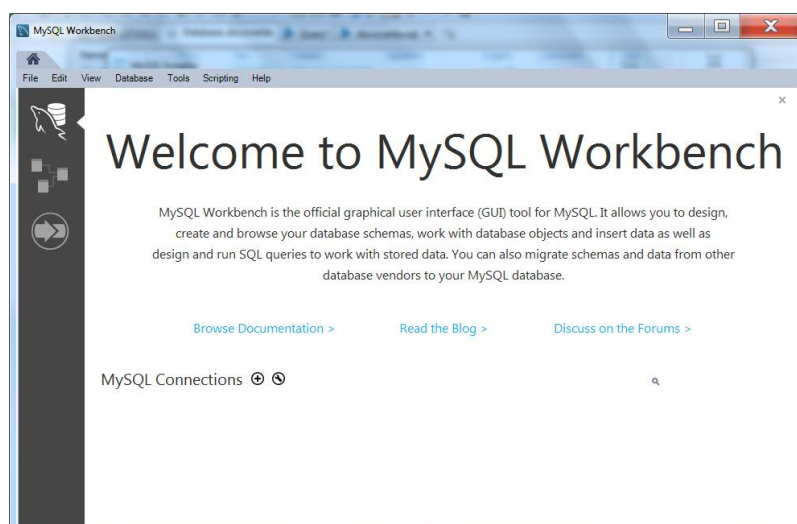 MySQL Workbench
File Edit View Database Tools Scripting Help
Welcome to MySQL Workbench
MySQL Workbench is the official graphical user interface (GUI) tool for MySQL. It allows you to design,
create and browse your database schemas, work with database objects and insert data as well as
design and run SQL queries to work with stored data. You can also migrate schemas and data from other
database vendors to your MySQL database.
Browse Documentation > Read the Blog > Discuss on the Forums >
MySQL Connections